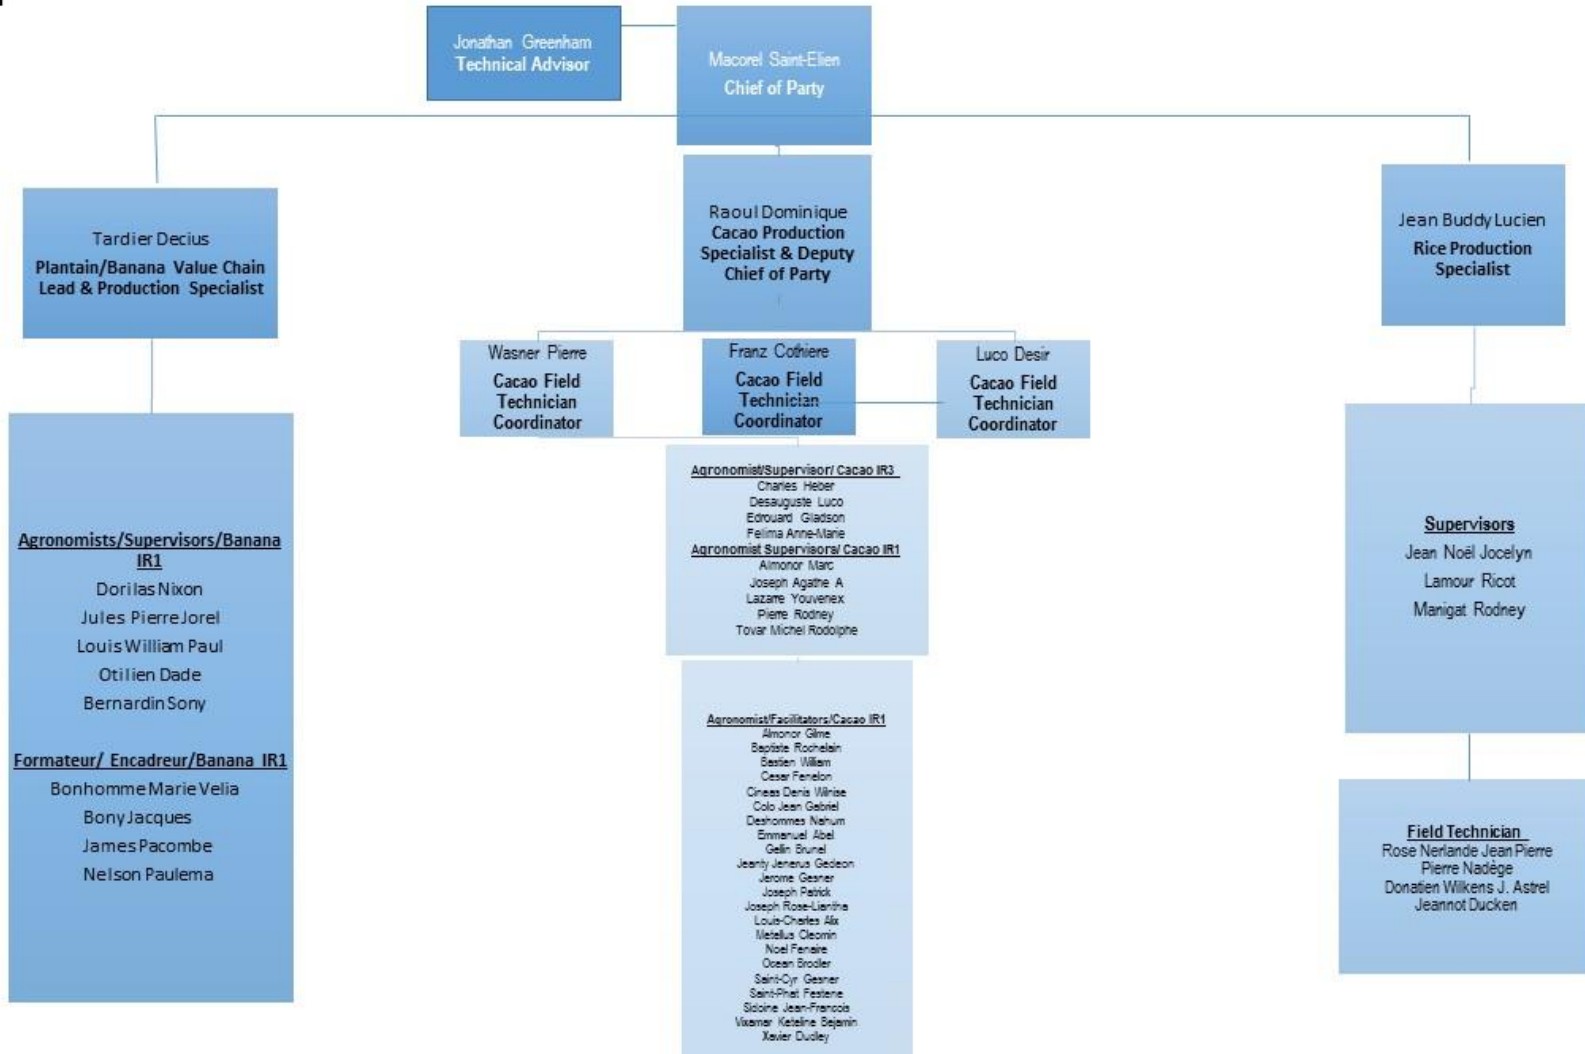 Jonathan Greenham
Technical Advisor
Macorel Saint-Elien
Chief of Party
Tardier Decius
Plantain/Banana Value Chain
Lead & Production Specialist
Raoul Dominique
Cacao Production
Specialist & Deputy
Chief of Party
Jean Buddy Lucien
Rice Production
Specialist
Wasner Pierre
Cacao Field
Technician
Coordinator
Franz Cothiere
Cacao Field
Technician
Coordinator
Luco Desir
Cacao Field
Technician
Coordinator
Agronomists/Supervisors/Banana
IR1
Dorilas Nixon
Jules Pierre Jorel
Louis William Paul
Otilien Dade
Bernardin Sony
Formateur/ Encadreur/Banana IR1
Bonhomme Marie Velia
Bony Jacques
James Pacombe
Nelson Paulema
Agronomist/Supervisor/ Cacao IR3
Charles Heber
Desauguste Luco
Edrouard Gladson
Felima Anne-Marie
Agronomist Supervisors/ Cacao IR1
Almonor Marc
Joseph Agathe A
Lazarre Youvenex
Pierre Rodney
Tovar Michel Rodolphe
Agronomist/Facilitators/Cacao IR1
Almonor Gilme
Baptiste Rochelain
Bastien William
Cesar Fenelon
Cineas Denis Wilnise
Colo Jean Gabriel
Deshommes Nahum
Emmanuel Abel
Gellin Brunel
Jeanty Jenerus Gedeon
Jerome Gesner
Joseph Patrick
Joseph Rose-Liantha
Louis-Charles Alix
Metellus Cleomin
Noel Fenaire
Ocean Brodler
Saint-Cyr Gesner
Saint-Phat Festene
Sidoine Jean-Francois
Vixamar Keteline Bejamin
Xavier Dudley
Supervisors
Jean Noël Jocelyn
Lamour Ricot
Manigat Rodney
Field Technician
Rose Nerlande Jean Pierre
Pierre Nadège
Donatien Wilkens J. Astrel
Jeannot Ducken